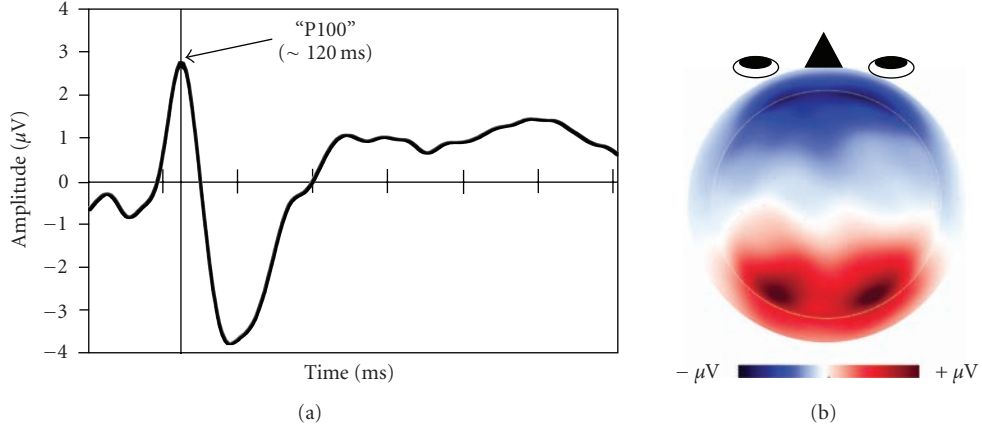 4
3
2
1
0
−1
−2
−3
−4
Amplitude (μV)
“P100”
(∼ 120 ms)
Time (ms)
(a)
− μV
+ μV
(b)